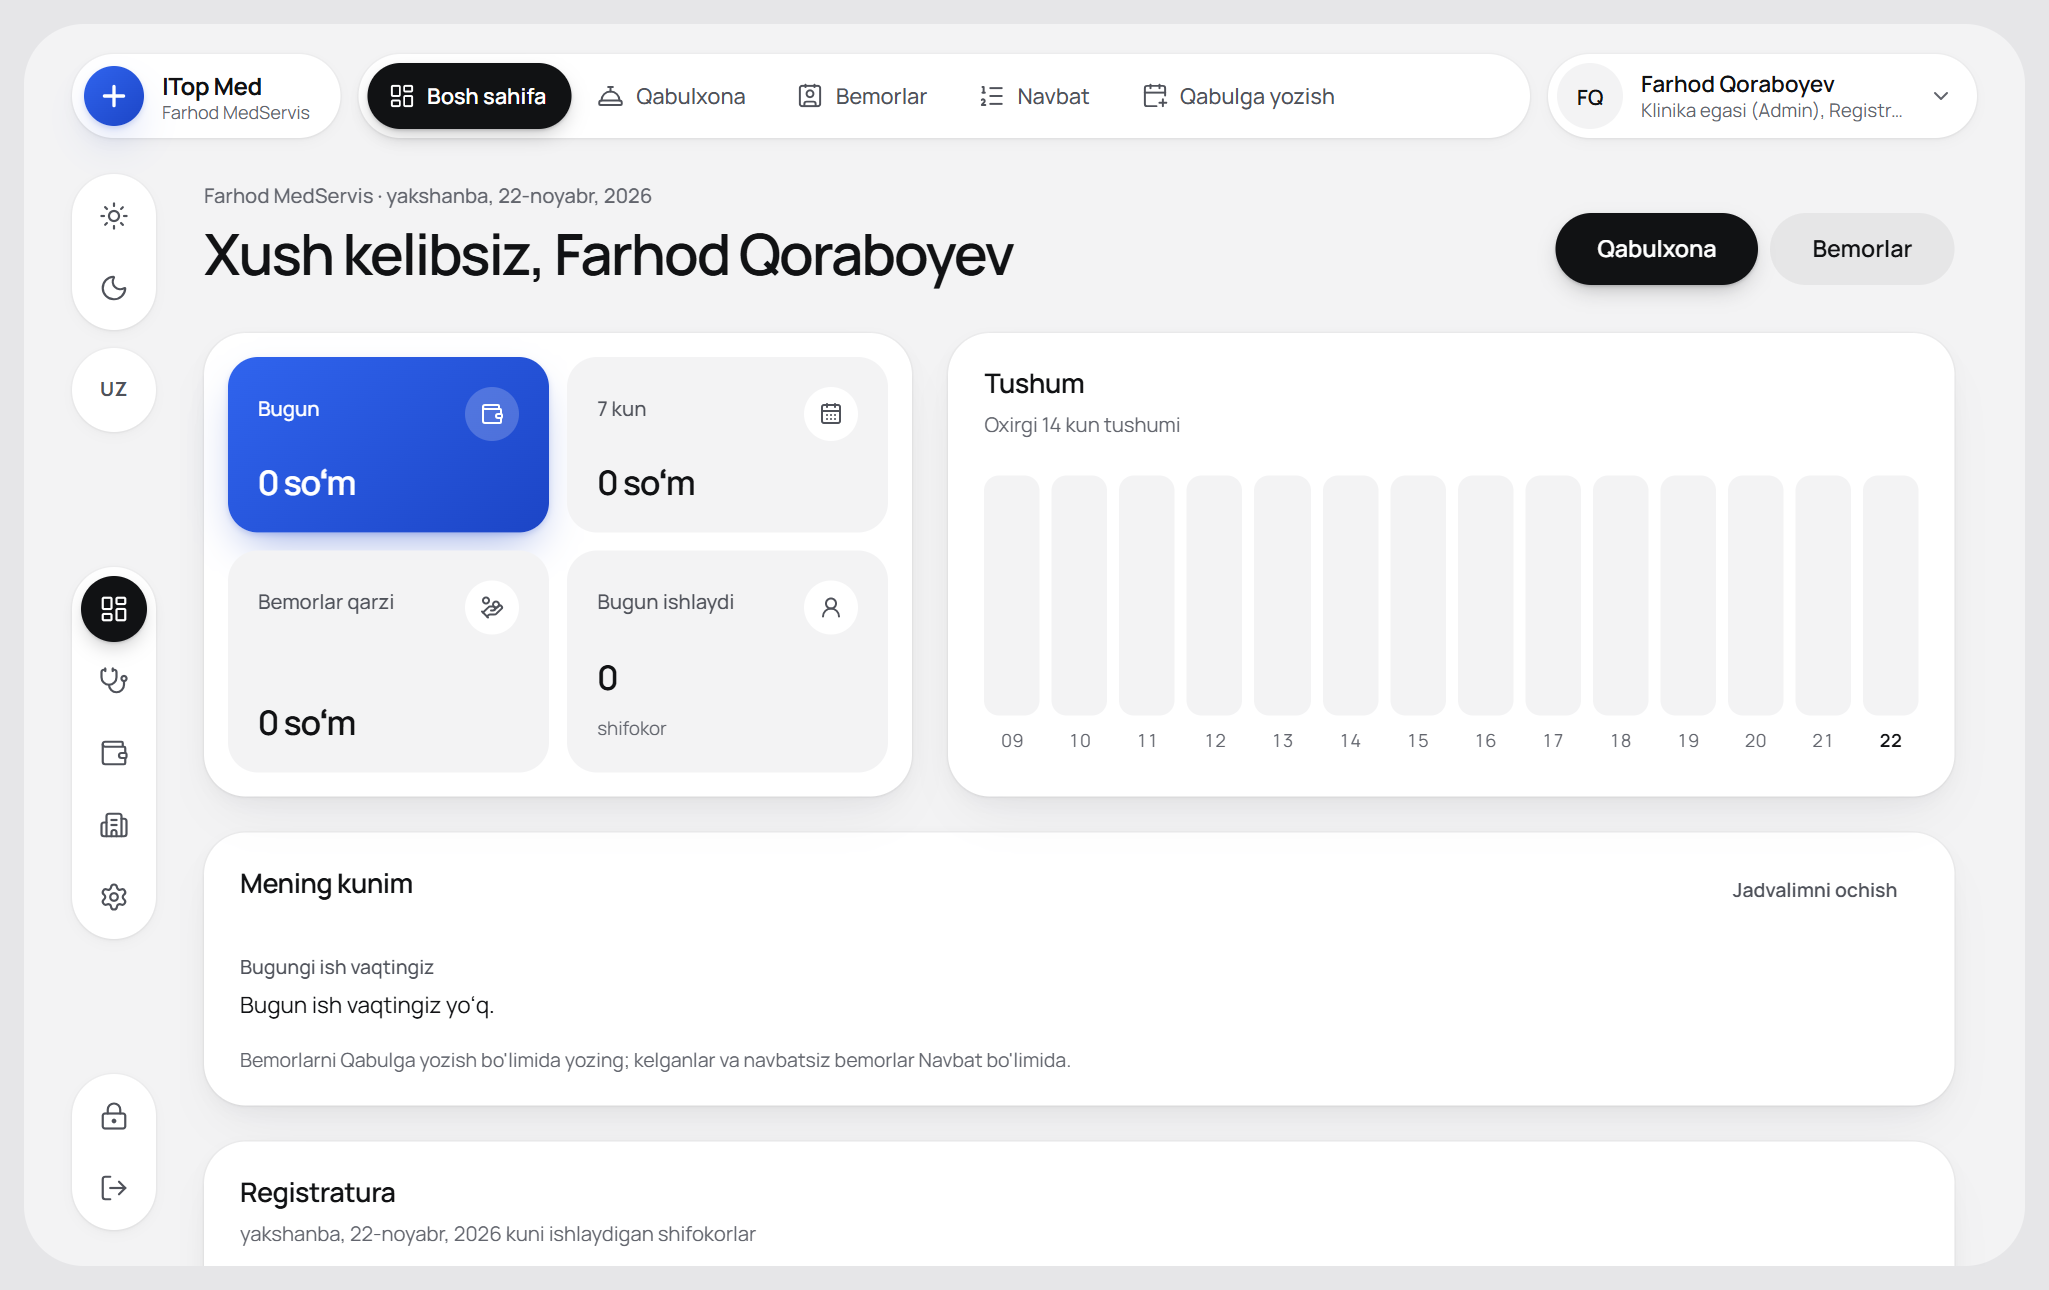 ITop Med
Farhod MedServis
Bosh sahifa
Qabulxona
Bemorlar
Navbat
Qabulga yozish
FQ
Farhod Qoraboyev
Klinika egasi (Admin), Registr...
UZ
Farhod MedServis · yakshanba, 22-noyabr, 2026
Xush kelibsiz, Farhod Qoraboyev
Qabulxona
Bemorlar
Bugun
0 soʻm
7 kun
0 soʻm
Bemorlar qarzi
0 soʻm
Bugun ishlaydi
0
shifokor
Tushum
Oxirgi 14 kun tushumi
09 10 11 12 13 14 15 16 17 18 19 20 21 22
Mening kunim
Jadvalimni ochish
Bugungi ish vaqtingiz
Bugun ish vaqtingiz yoʻq.
Bemorlarni Qabulga yozish bo'limida yozing; kelganlar va navbatsiz bemorlar Navbat bo'limida.
Registratura
yakshanba, 22-noyabr, 2026 kuni ishlaydigan shifokorlar